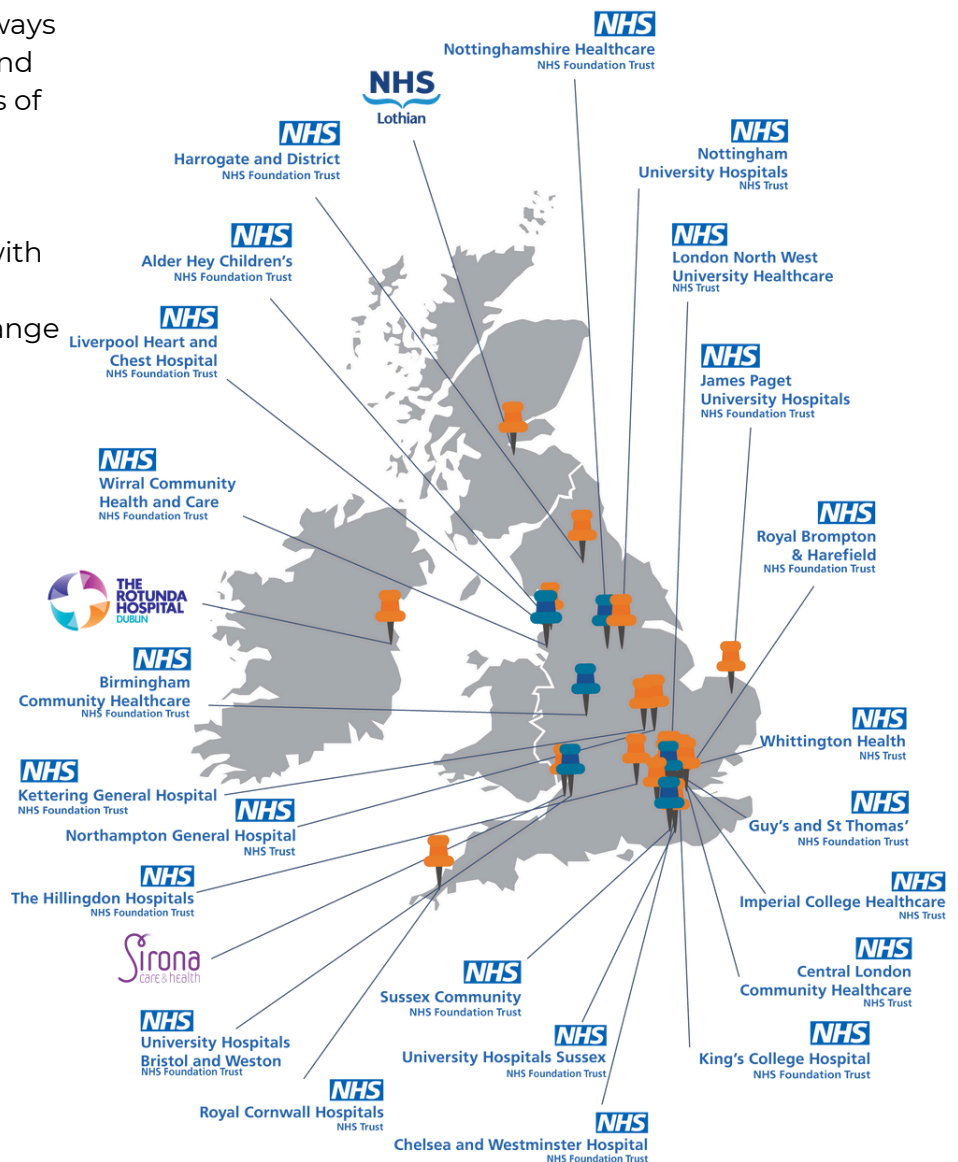 ways
nd
s of
with
ange
NHS
Nottinghamshire Healthcare
NHS Foundation Trust
NHS
Lothian
NHS
Harrogate and District
NHS Foundation Trust
NHS
Nottingham
University Hospitals
NHS Trust
NHS
Alder Hey Children's
NHS Foundation Trust
NHS
London North West
University Healthcare
NHS Trust
NHS
Liverpool Heart and
Chest Hospital
NHS Foundation Trust
NHS
James Paget
University Hospitals
NHS Foundation Trust
NHS
Wirral Community
Health and Care
NHS Foundation Trust
NHS
Royal Brompton
& Harefield
NHS Foundation Trust
THE
ROTUNDA
HOSPITAL
DUBLIN
NHS
Birmingham
Community Healthcare
NHS Foundation Trust
NHS
Whittington Health
NHS Trust
NHS
Kettering General Hospital
NHS Foundation Trust
NHS
Northampton General Hospital
NHS Trust
NHS
Guy's and St Thomas'
NHS Foundation Trust
NHS
The Hillingdon Hospitals
NHS Foundation Trust
NHS
Imperial College Healthcare
NHS Trust
Sirona
care & health
NHS
Sussex Community
NHS Foundation Trust
NHS
Central London
Community Healthcare
NHS Trust
NHS
University Hospitals
Bristol and Weston
NHS Foundation Trust
NHS
University Hospitals Sussex
NHS Foundation Trust
NHS
King's College Hospital
NHS Foundation Trust
NHS
Royal Cornwall Hospitals
NHS Trust
NHS
Chelsea and Westminster Hospital
NHS Foundation Trust